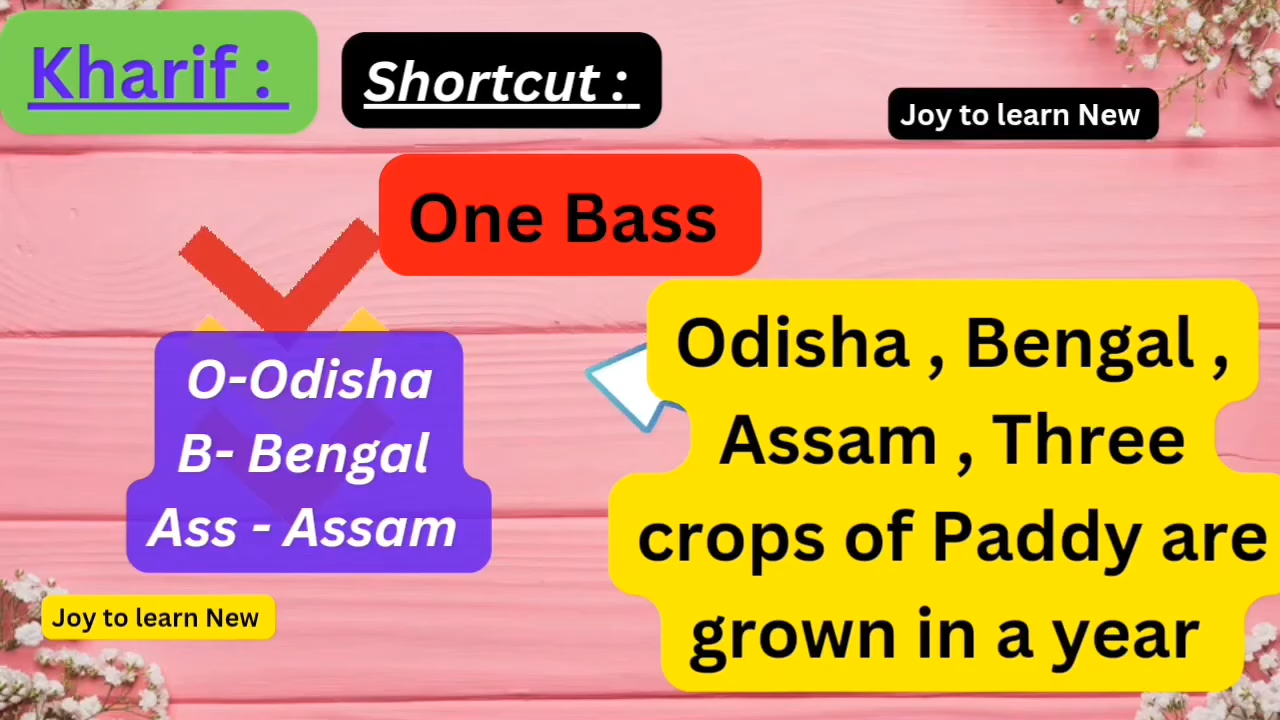 Kharif :
Shortcut :
Joy to learn New
One Bass
O-Odisha
B- Bengal
Ass - Assam
Odisha , Bengal ,
Assam , Three
crops of Paddy are
grown in a year
Joy to learn New